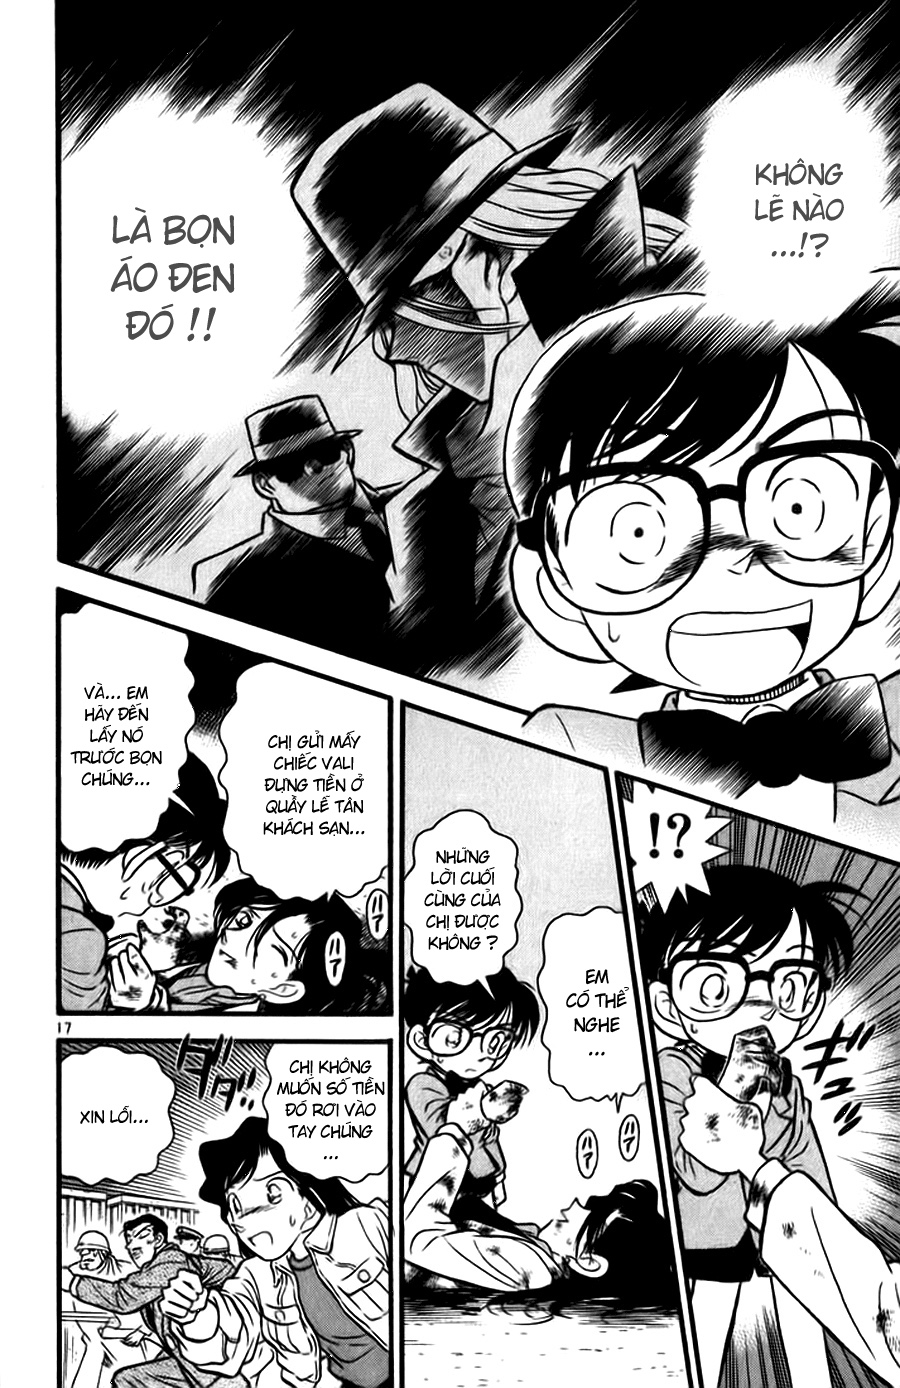 KHÔNG
LẼ NÀO
...!?
LÀ BỌN
ÁO ĐEN
ĐÓ !!
!?
EM
CÓ THỂ
NGHE
...
NHỮNG
LỜI CUỐI
CÙNG CỦA
CHỊ ĐƯỢC
KHÔNG ?
CHỊ GỬI MẤY
CHIẾC VALI
ĐỰNG TIỀN Ở
QUẦY LỄ TÂN
KHÁCH SẠN...
VÀ... EM
HÃY ĐẾN
LẤY NÓ
TRƯỚC BỌN
CHÚNG...
17
CHỊ KHÔNG
MUỐN SỐ TIỀN
ĐÓ RƠI VÀO
TAY CHÚNG
...
XIN LỖI...